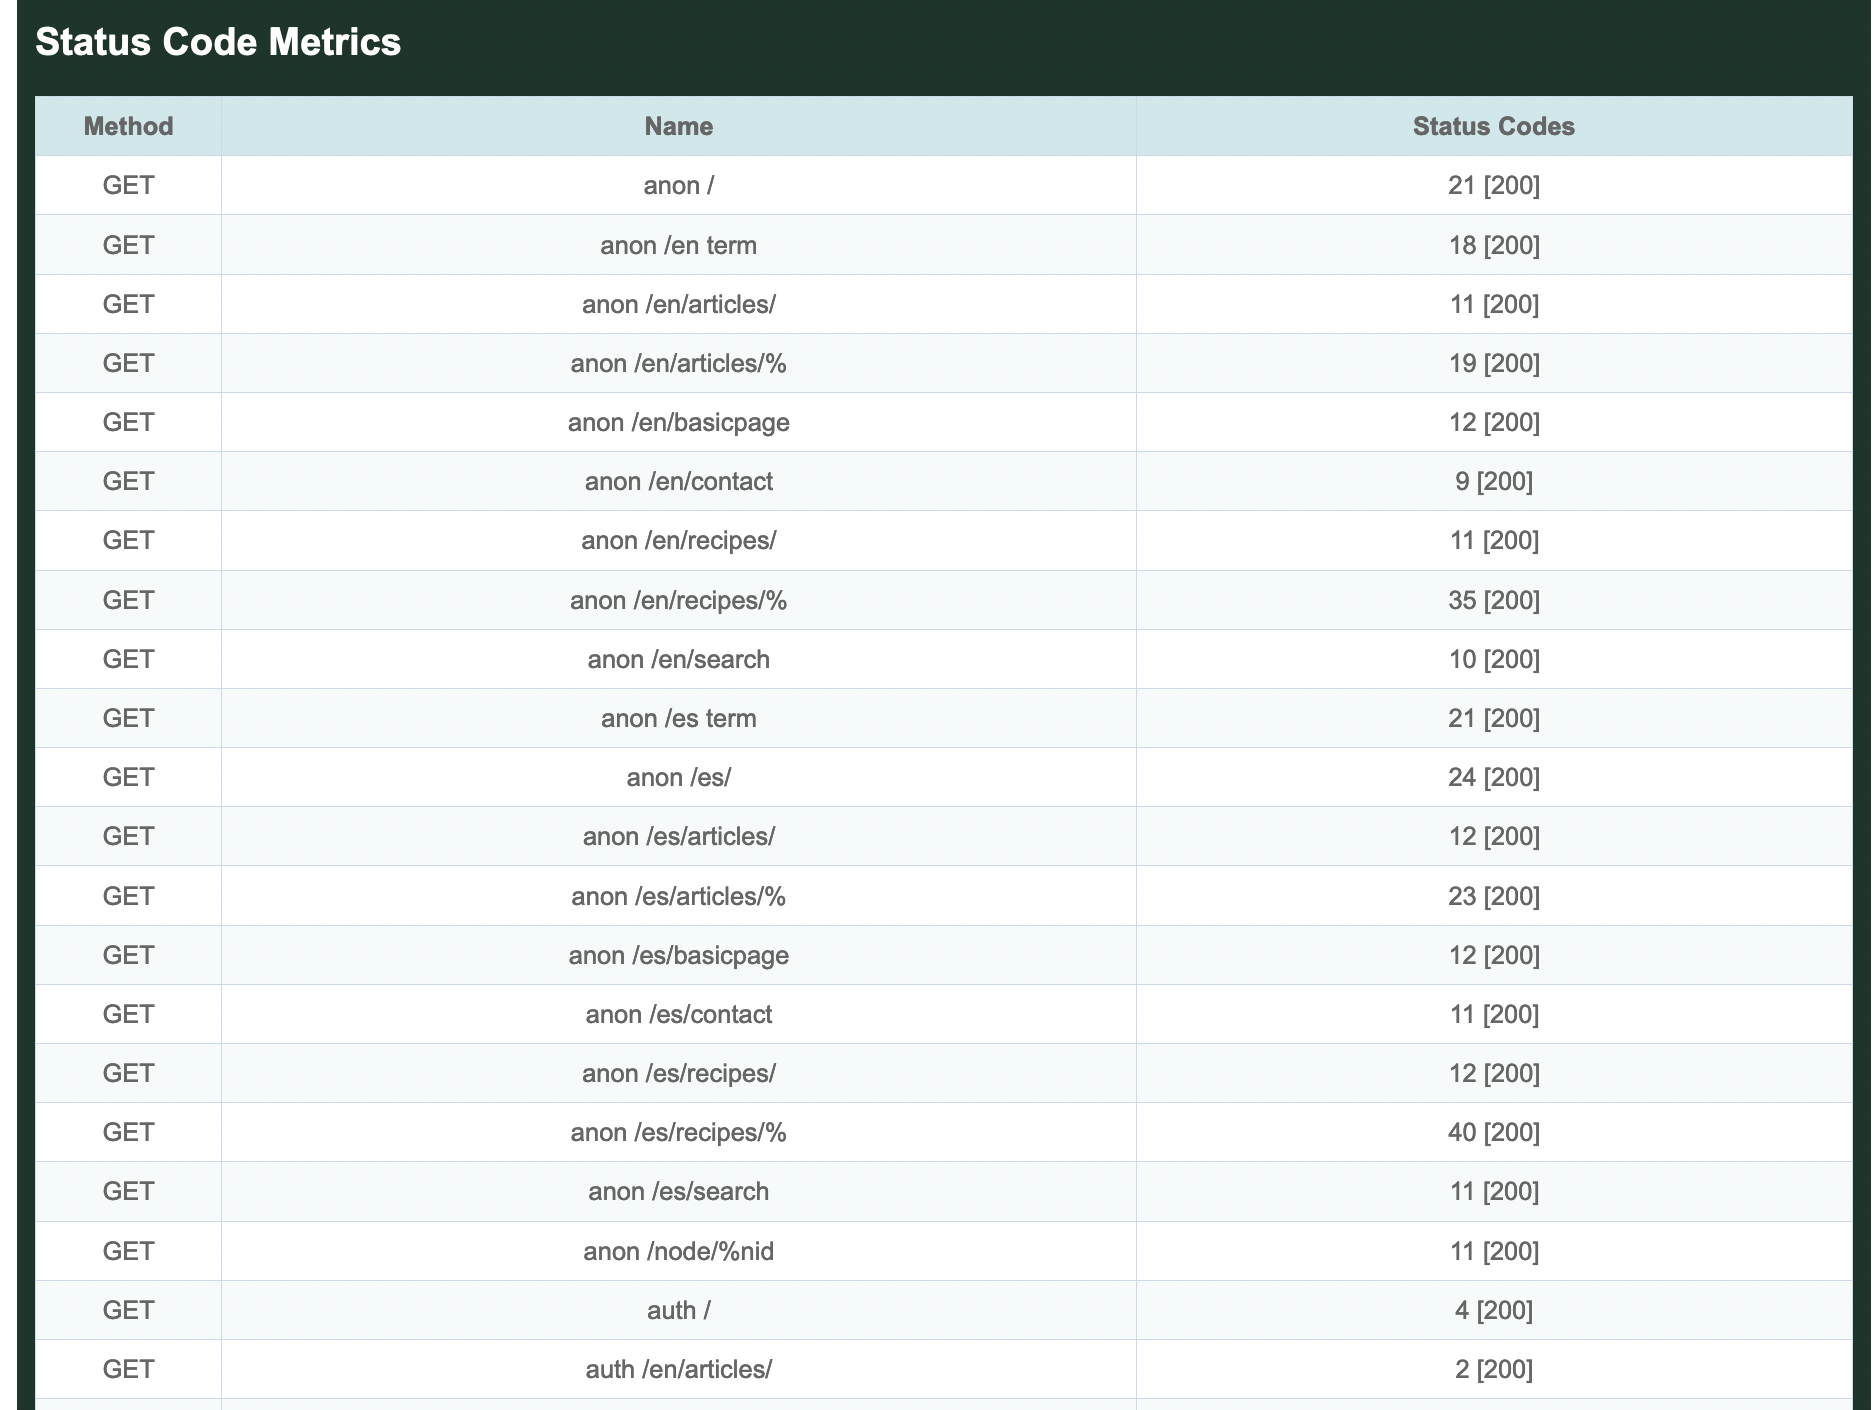 Status Code Metrics
Method Name Status Codes
GET anon / 21 [200]
GET anon /en term 18 [200]
GET anon /en/articles/ 11 [200]
GET anon /en/articles/% 19 [200]
GET anon /en/basicpage 12 [200]
GET anon /en/contact 9 [200]
GET anon /en/recipes/ 11 [200]
GET anon /en/recipes/% 35 [200]
GET anon /en/search 10 [200]
GET anon /es term 21 [200]
GET anon /es/ 24 [200]
GET anon /es/articles/ 12 [200]
GET anon /es/articles/% 23 [200]
GET anon /es/basicpage 12 [200]
GET anon /es/contact 11 [200]
GET anon /es/recipes/ 12 [200]
GET anon /es/recipes/% 40 [200]
GET anon /es/search 11 [200]
GET anon /node/%nid 11 [200]
GET auth / 4 [200]
GET auth /en/articles/ 2 [200]